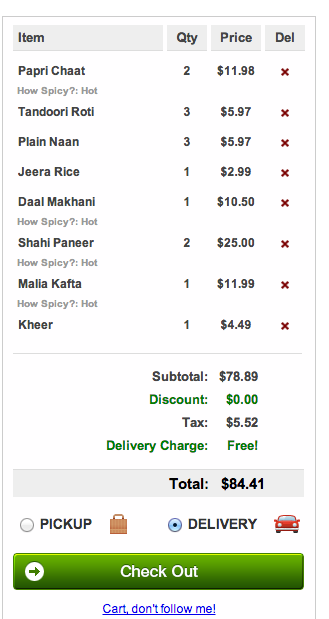 Item Qty Price Del
Papri Chaat 2 $11.98
How Spicy?: Hot
Tandoori Roti 3 $5.97
Plain Naan 3 $5.97
Jeera Rice 1 $2.99
Daal Makhani 1 $10.50
How Spicy?: Hot
Shahi Paneer 2 $25.00
How Spicy?: Hot
Malia Kafta 1 $11.99
How Spicy?: Hot
Kheer 1 $4.49
Subtotal: $78.89
Discount: $0.00
Tax: $5.52
Delivery Charge: Free!
Total: $84.41
PICKUP DELIVERY
Check Out
Cart, don't follow me!